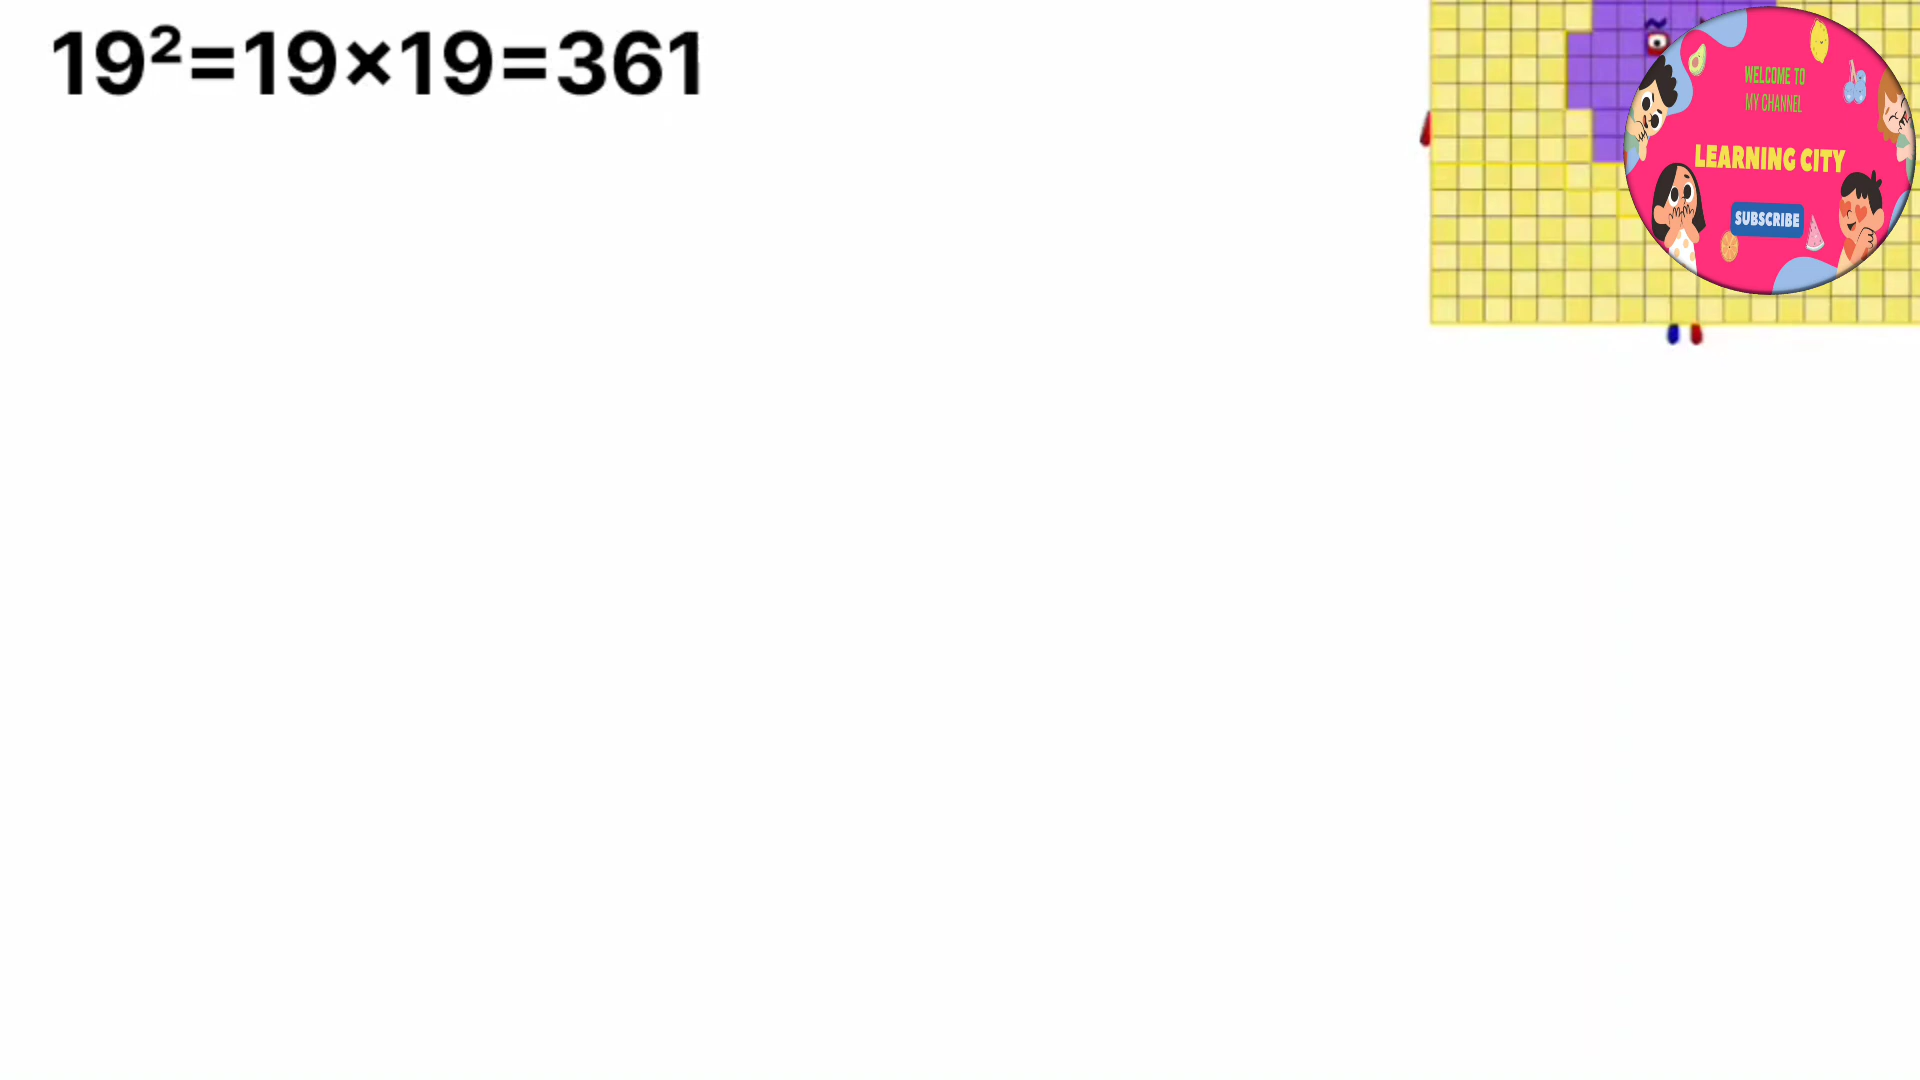 19²=19×19=361
WELCOME TO
MY CHANNEL
LEARNING CITY
SUBSCRIBE